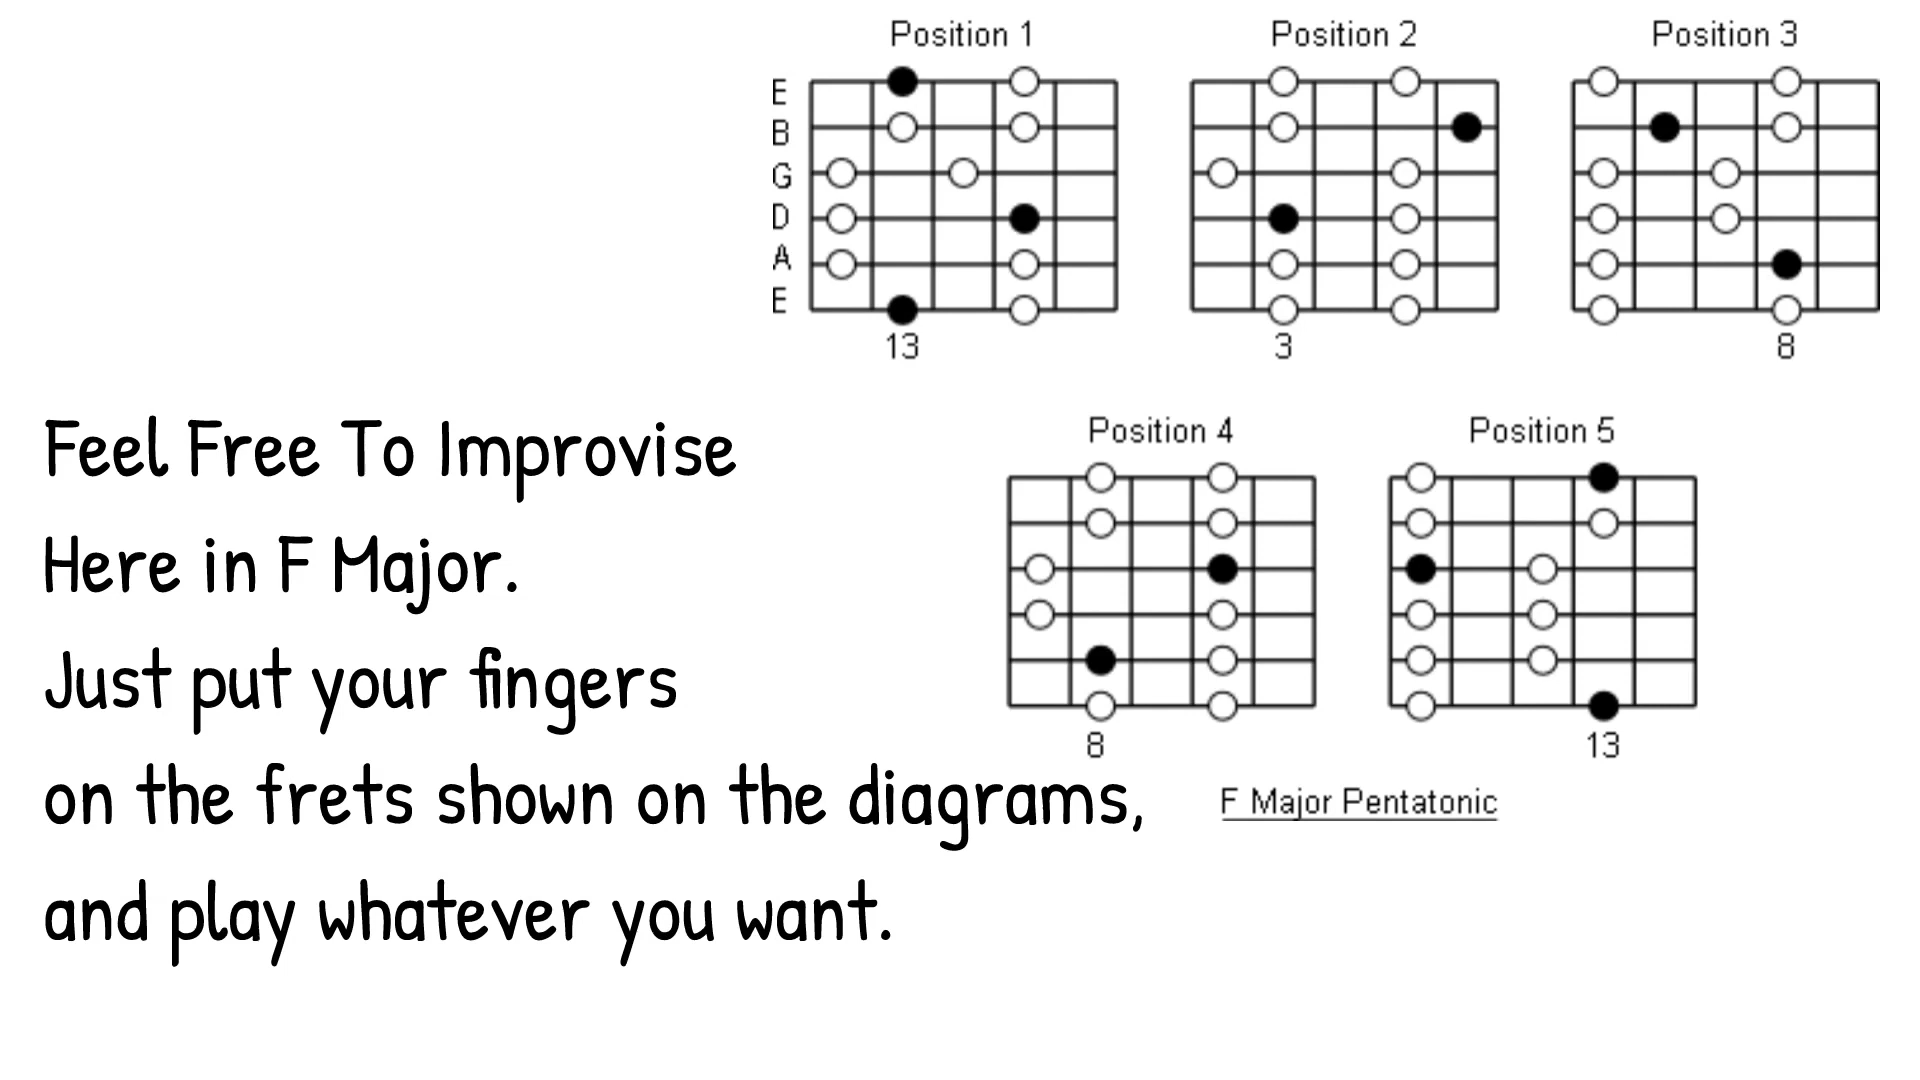 Position 1
Position 2
Position 3
E
B
G
D
A
E
13
3
8
Feel Free To Improvise
Here in F Major.
Just put your fingers
on the frets shown on the diagrams,
and play whatever you want.
Position 4
Position 5
8
13
F Major Pentatonic